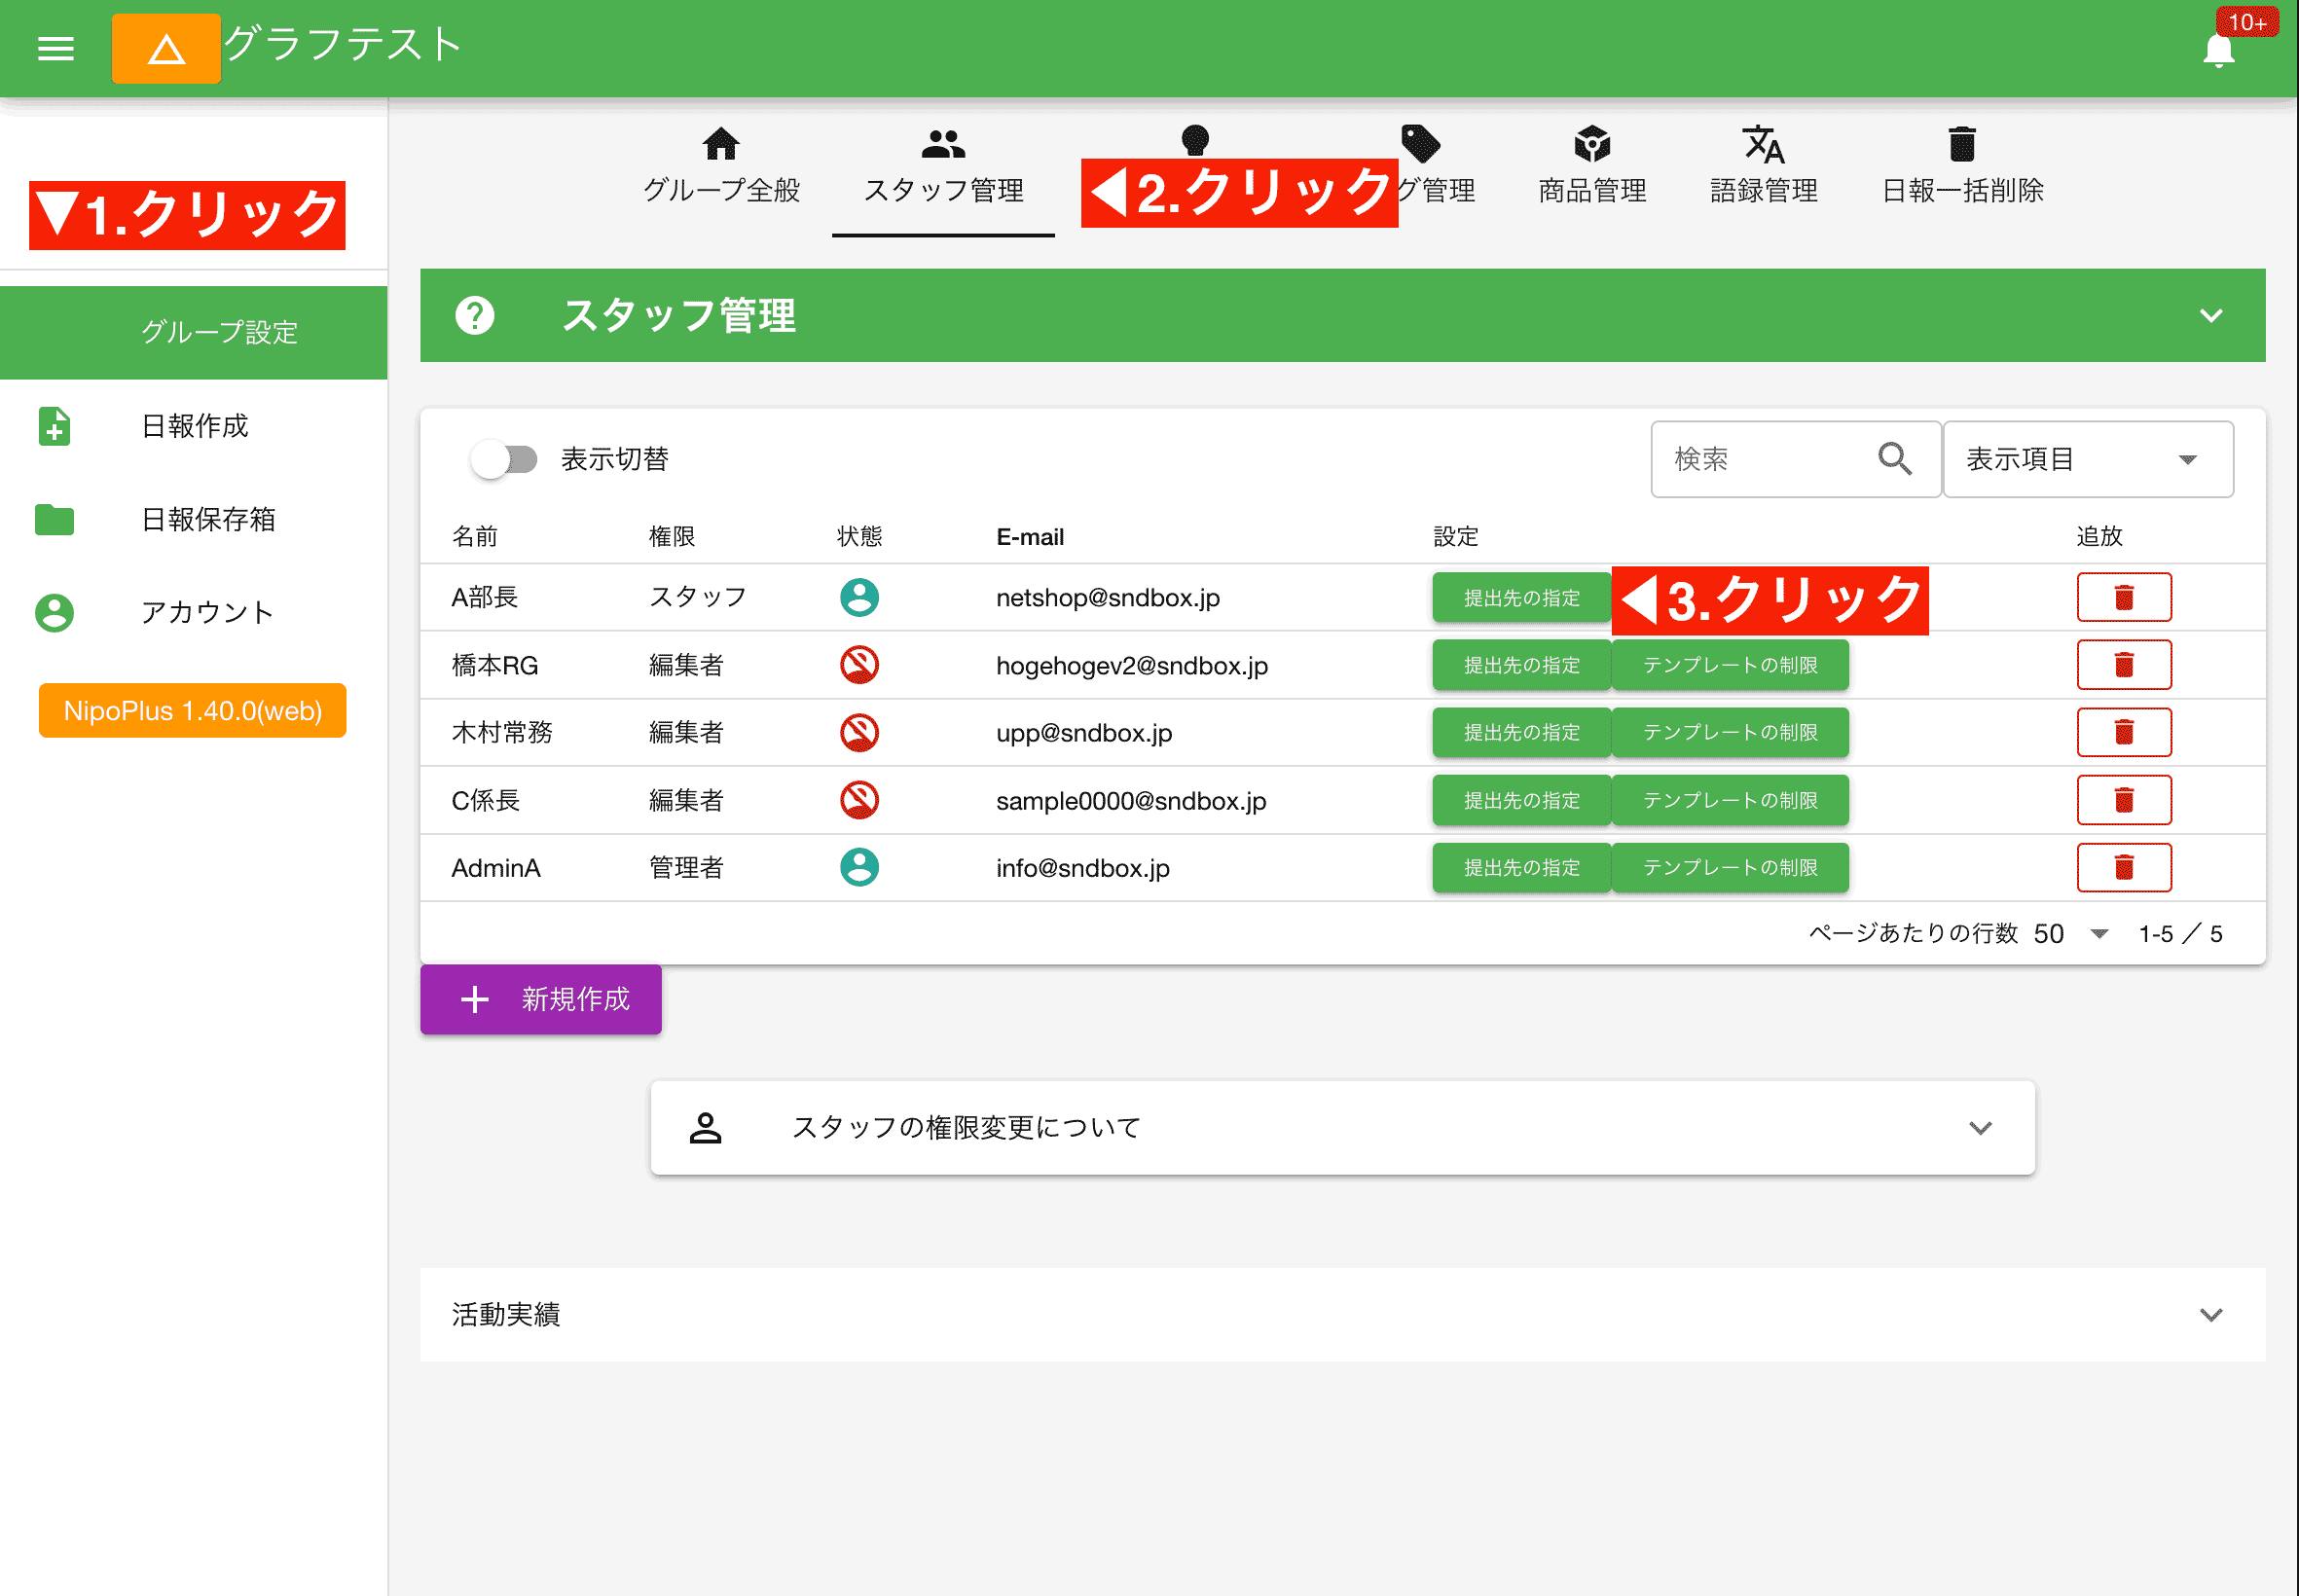 グラフテスト
10+
▼1.クリック
グループ設定
日報作成
日報保存箱
アカウント
NipoPlus 1.40.0(web)
グループ全般
スタッフ管理
◀2.クリック
グ管理
商品管理
語録管理
日報一括削除
スタッフ管理
表示切替
検索
表示項目
名前 権限 状態 E-mail 設定 追放
A部長 スタッフ netshop@sndbox.jp 提出先の指定 ◀3.クリック
橋本RG 編集者 hogehogev2@sndbox.jp 提出先の指定 テンプレートの制限
木村常務 編集者 upp@sndbox.jp 提出先の指定 テンプレートの制限
C係長 編集者 sample0000@sndbox.jp 提出先の指定 テンプレートの制限
AdminA 管理者 info@sndbox.jp 提出先の指定 テンプレートの制限
ページあたりの行数 50 1-5 ／ 5
新規作成
スタッフの権限変更について
活動実績